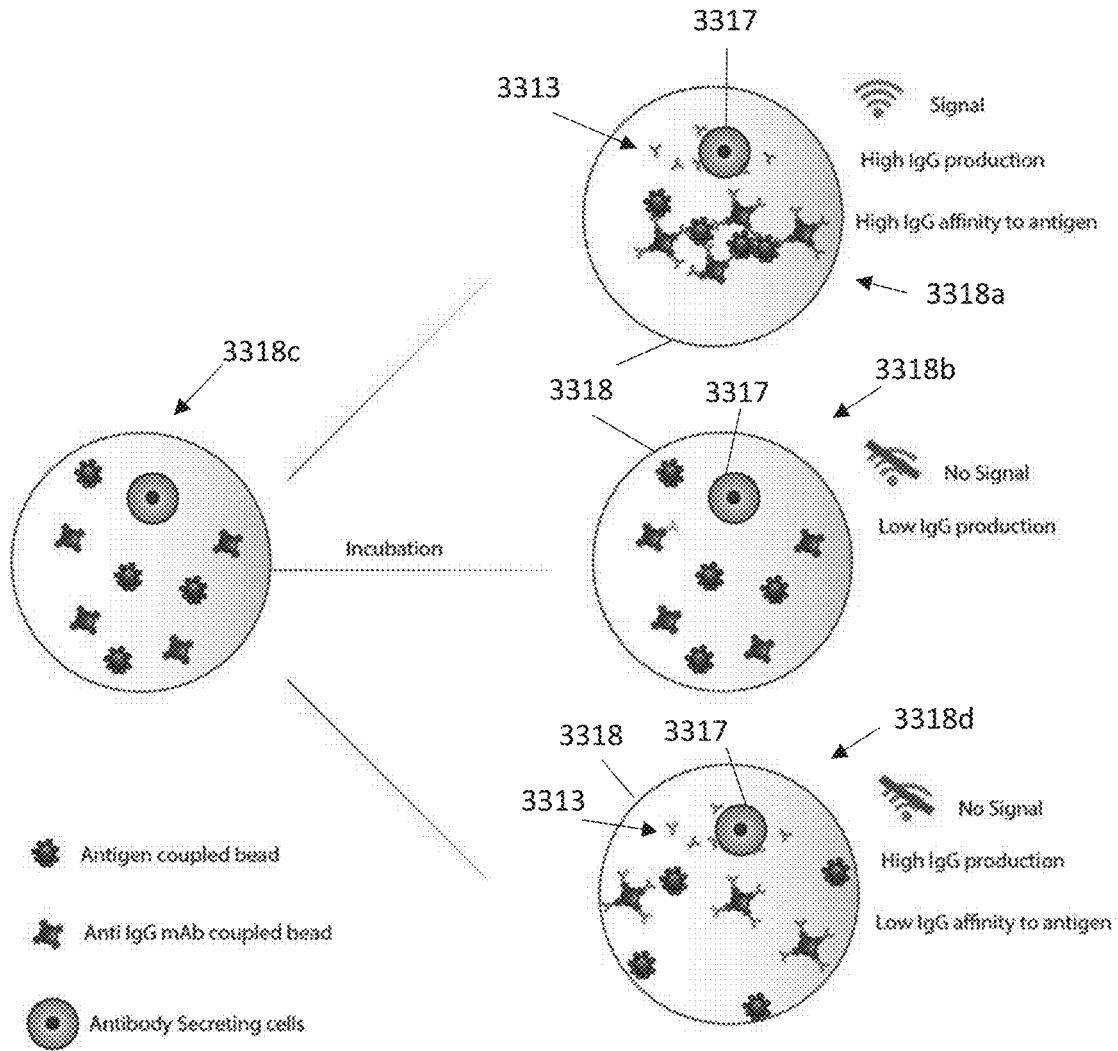 3317
3313
Signal
High IgG production
High IgG affinity to antigen
3318a
3318c
3318
3317
3318b
No Signal
Low IgG production
Incubation
3318
3317
3318d
3313
No Signal
High IgG production
Low IgG affinity to antigen
Antigen coupled bead
Anti IgG mAb coupled bead
Antibody Secreting cells